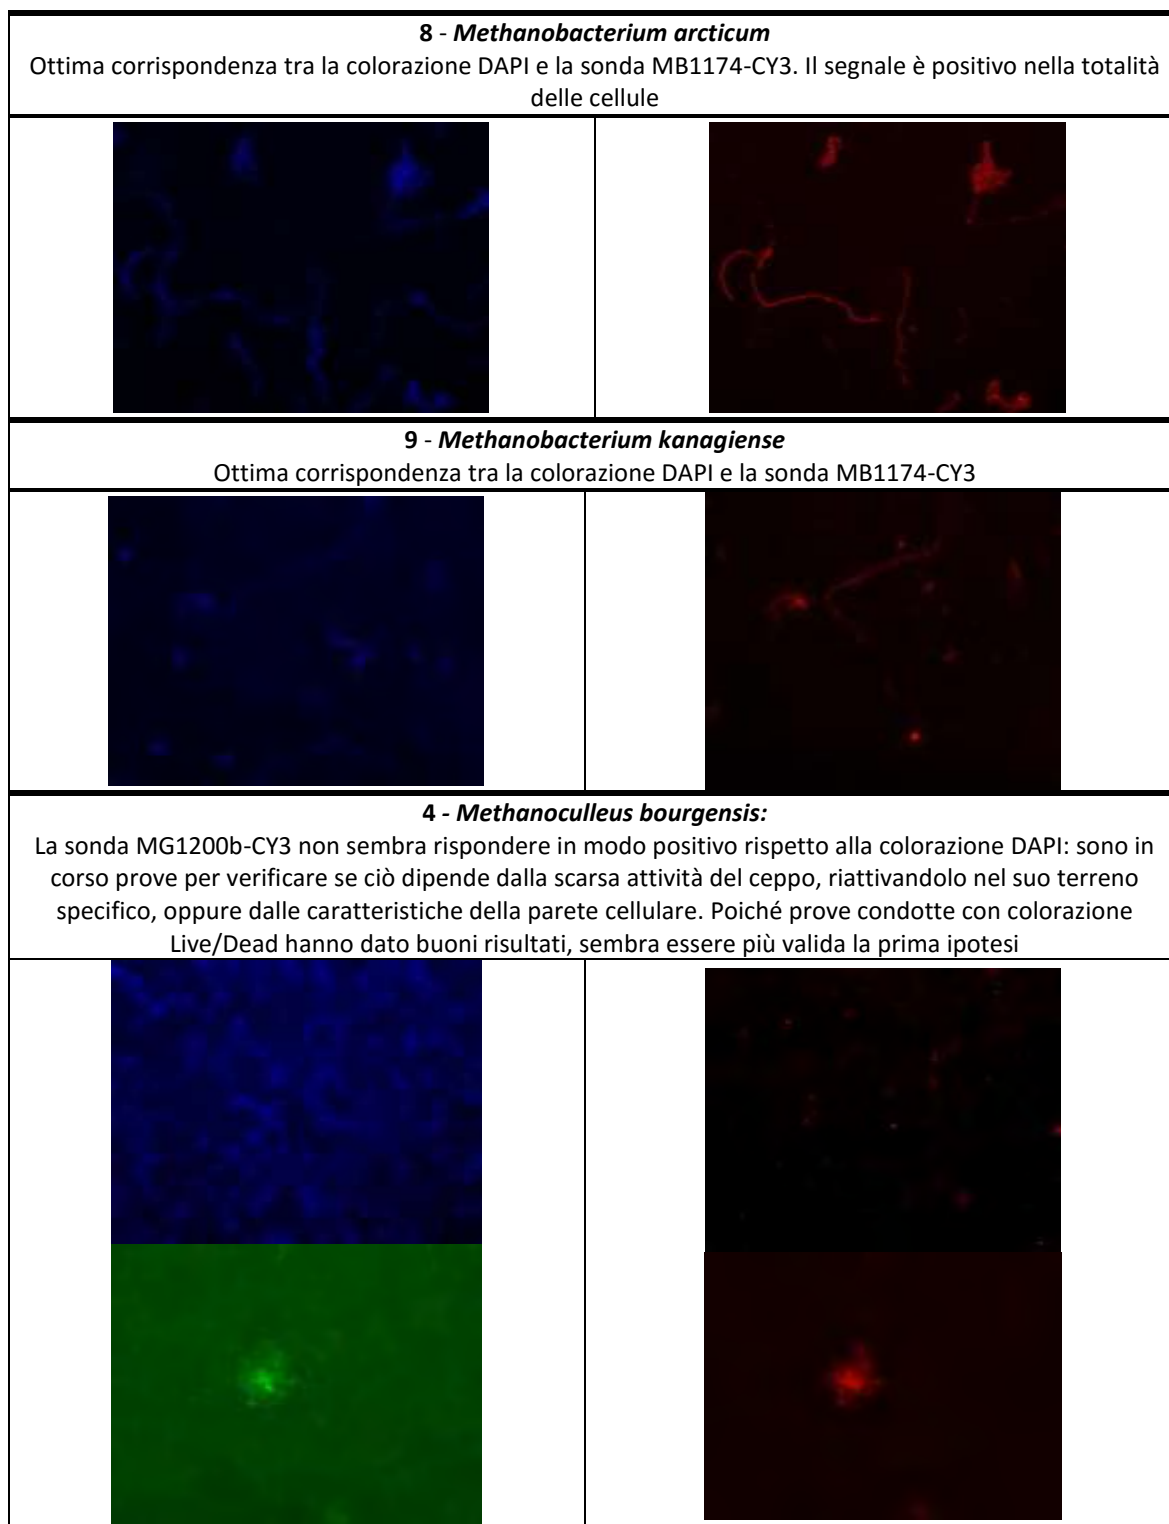 8 - Methanobacterium arcticum
Ottima corrispondenza tra la colorazione DAPI e la sonda MB1174-CY3. Il segnale è positivo nella totalità
delle cellule
9 - Methanobacterium kanagiense
Ottima corrispondenza tra la colorazione DAPI e la sonda MB1174-CY3
4 - Methanoculleus bourgensis:
La sonda MG1200b-CY3 non sembra rispondere in modo positivo rispetto alla colorazione DAPI: sono in
corso prove per verificare se ciò dipende dalla scarsa attività del ceppo, riattivandolo nel suo terreno
specifico, oppure dalle caratteristiche della parete cellulare. Poiché prove condotte con colorazione
Live/Dead hanno dato buoni risultati, sembra essere più valida la prima ipotesi